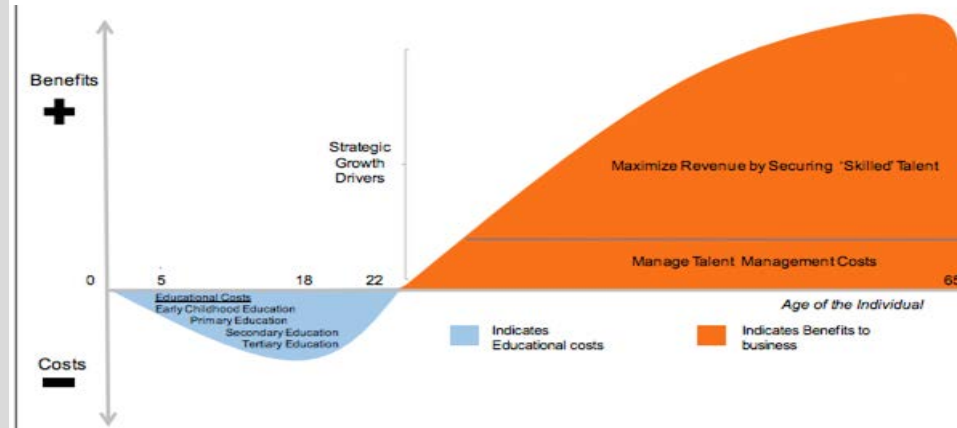 Benefits
+
Strategic
Growth
Drivers
Maximize Revenue by Securing 'Skilled' Talent
Manage Talent Management Costs
0
5
18
22
65
Educational Costs
Early Childhood Education
Primary Education
Secondary Education
Tertiary Education
Age of the Individual
Indicates
Educational costs
Indicates Benefits to
business
Costs
-